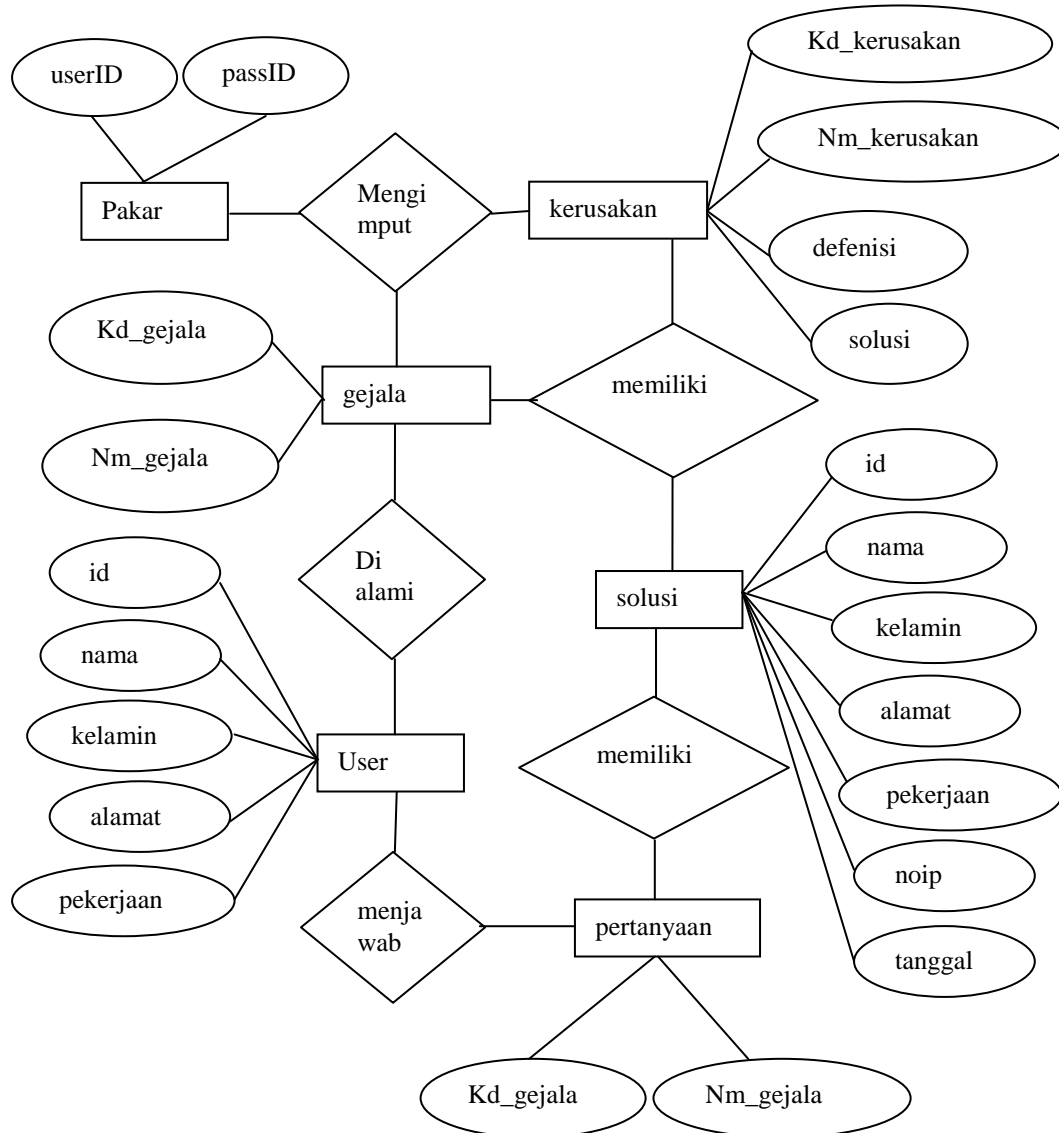 Kd_kerusakan
userID
passID
Nm_kerusakan
Pakar
Mengi
mput
kerusakan
defenisi
Kd_gejala
solusi
gejala
memiliki
Nm_gejala
id
id
Di
alami
nama
solusi
nama
kelamin
kelamin
alamat
User
memiliki
pekerjaan
alamat
noip
pekerjaan
menja
wab
pertanyaan
tanggal
Kd_gejala
Nm_gejala